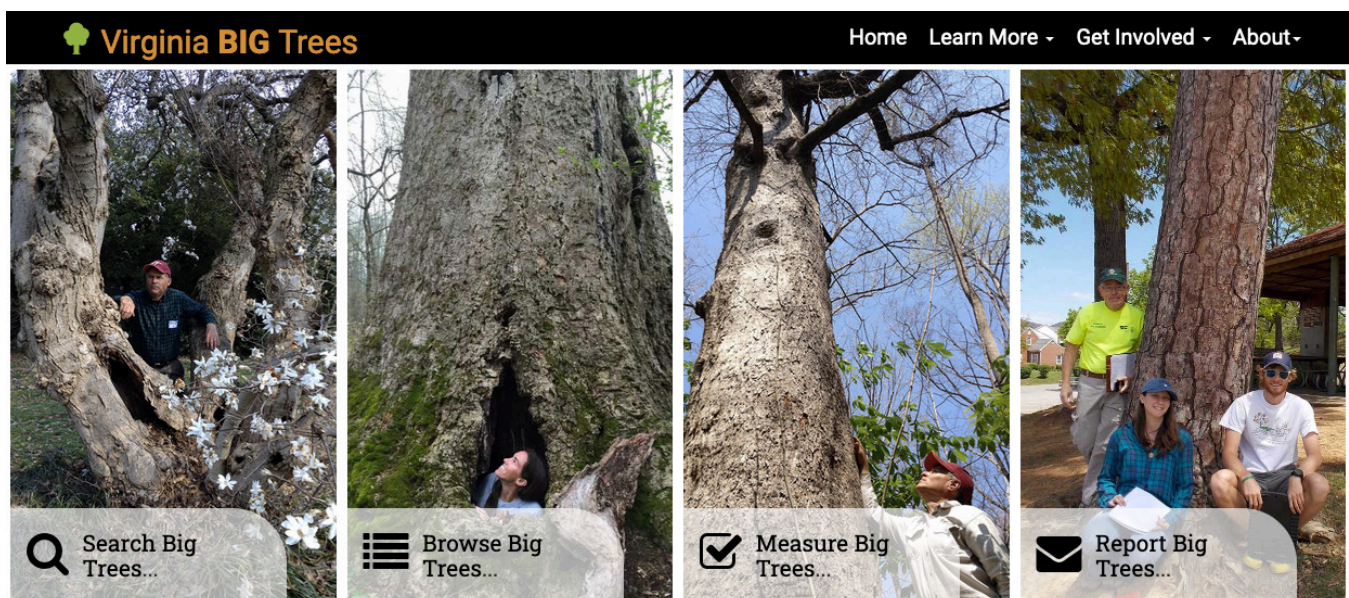 Virginia BIG Trees
Home Learn More Get Involved About
Search Big
Trees...
Browse Big
Trees...
Measure Big
Trees...
Report Big
Trees...